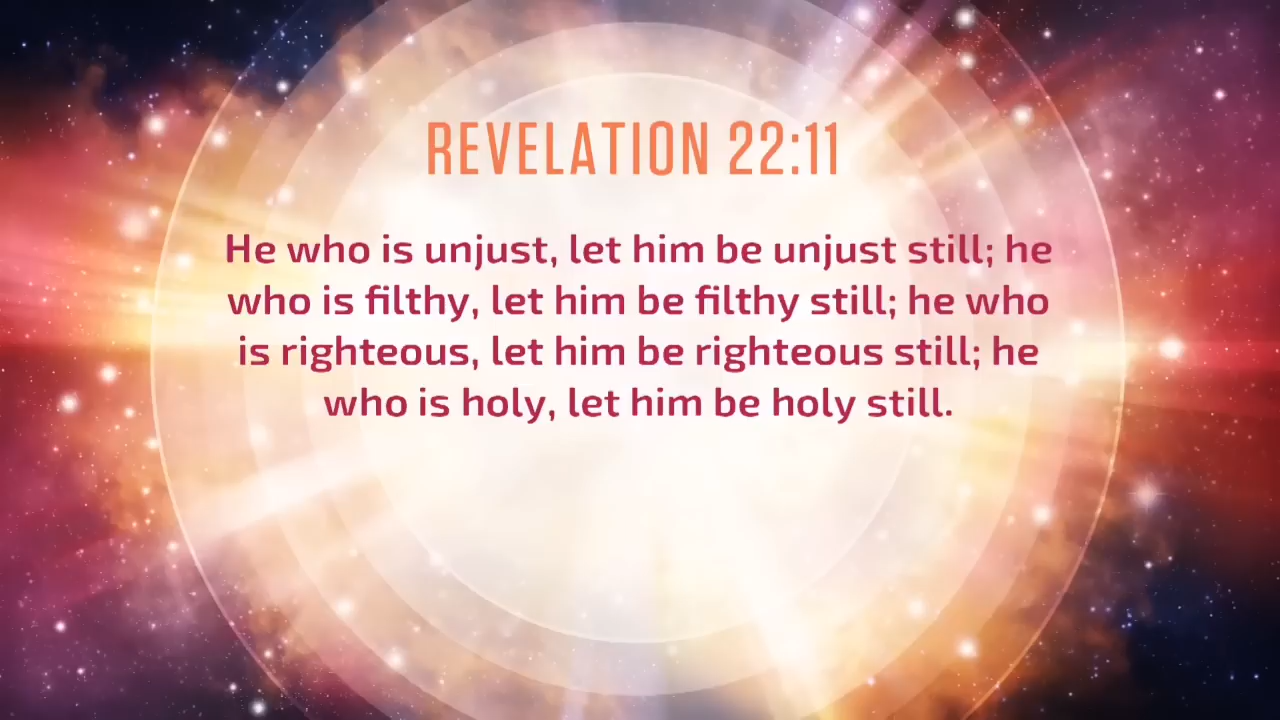 REVELATION 22:11
He who is unjust, let him be unjust still; he
who is filthy, let him be filthy still; he who
is righteous, let him be righteous still; he
who is holy, let him be holy still.